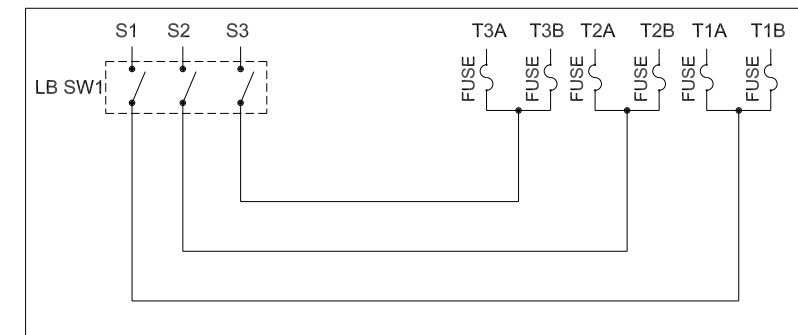 S1 S2 S3 T3A T3B T2A T2B T1A T1B
LB SW1
FUSE FUSE FUSE FUSE FUSE FUSE